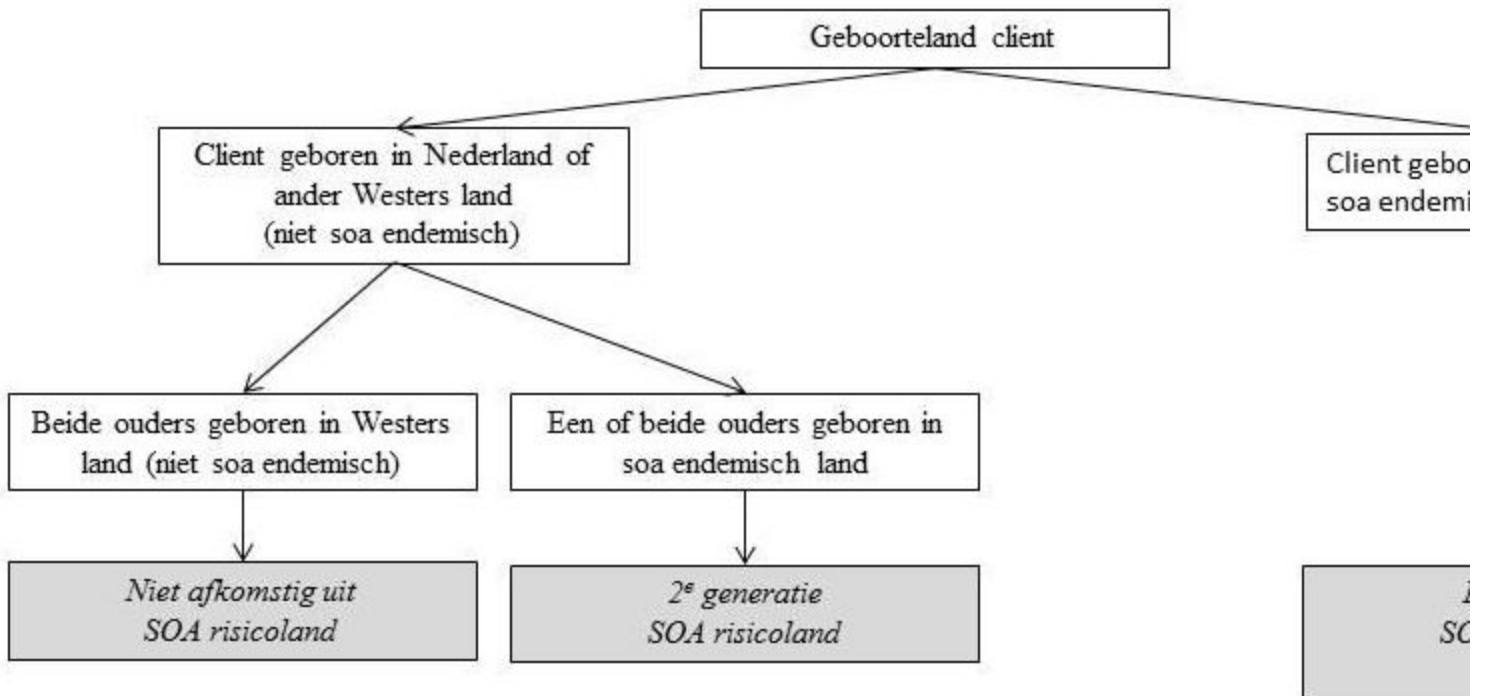 Geboorteland client
Client geboren in Nederland of
ander Westers land
(niet soa endemisch)
Client gebo
soa endemi
Beide ouders geboren in Westers
land (niet soa endemisch)
Een of beide ouders geboren in
soa endemisch land
Niet afkomstig uit
SOA risicoland
2e generatie
SOA risicoland